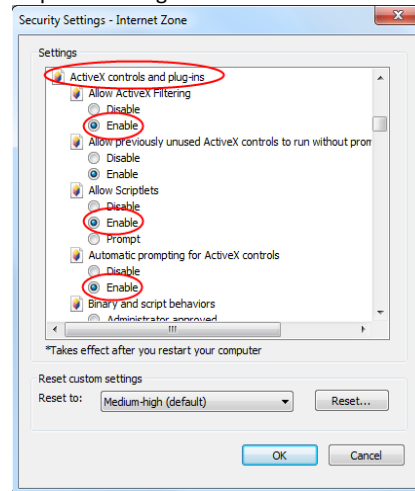 Security Settings - Internet Zone
Settings
ActiveX controls and plug-ins
Allow ActiveX Filtering
Disable
Enable
Allow previously unused ActiveX controls to run without prom
Disable
Enable
Allow Scriptlets
Disable
Enable
Prompt
Automatic prompting for ActiveX controls
Disable
Enable
Binary and script behaviors
Administrator approved
*Takes effect after you restart your computer
Reset custom settings
Reset to: Medium-high (default) Reset...
OK Cancel